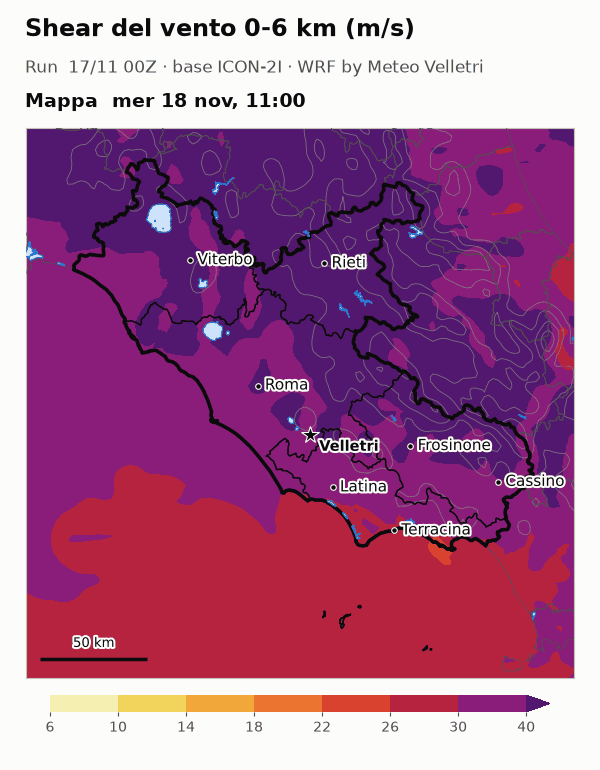 Shear del vento 0-6 km (m/s)
Run  17/11 00Z · base ICON-2I · WRF by Meteo Velletri
Mappa  mer 18 nov, 11:00
Viterbo
Rieti
Roma
Velletri
Frosinone
Latina
Cassino
Terracina
50 km
6 10 14 18 22 26 30 40